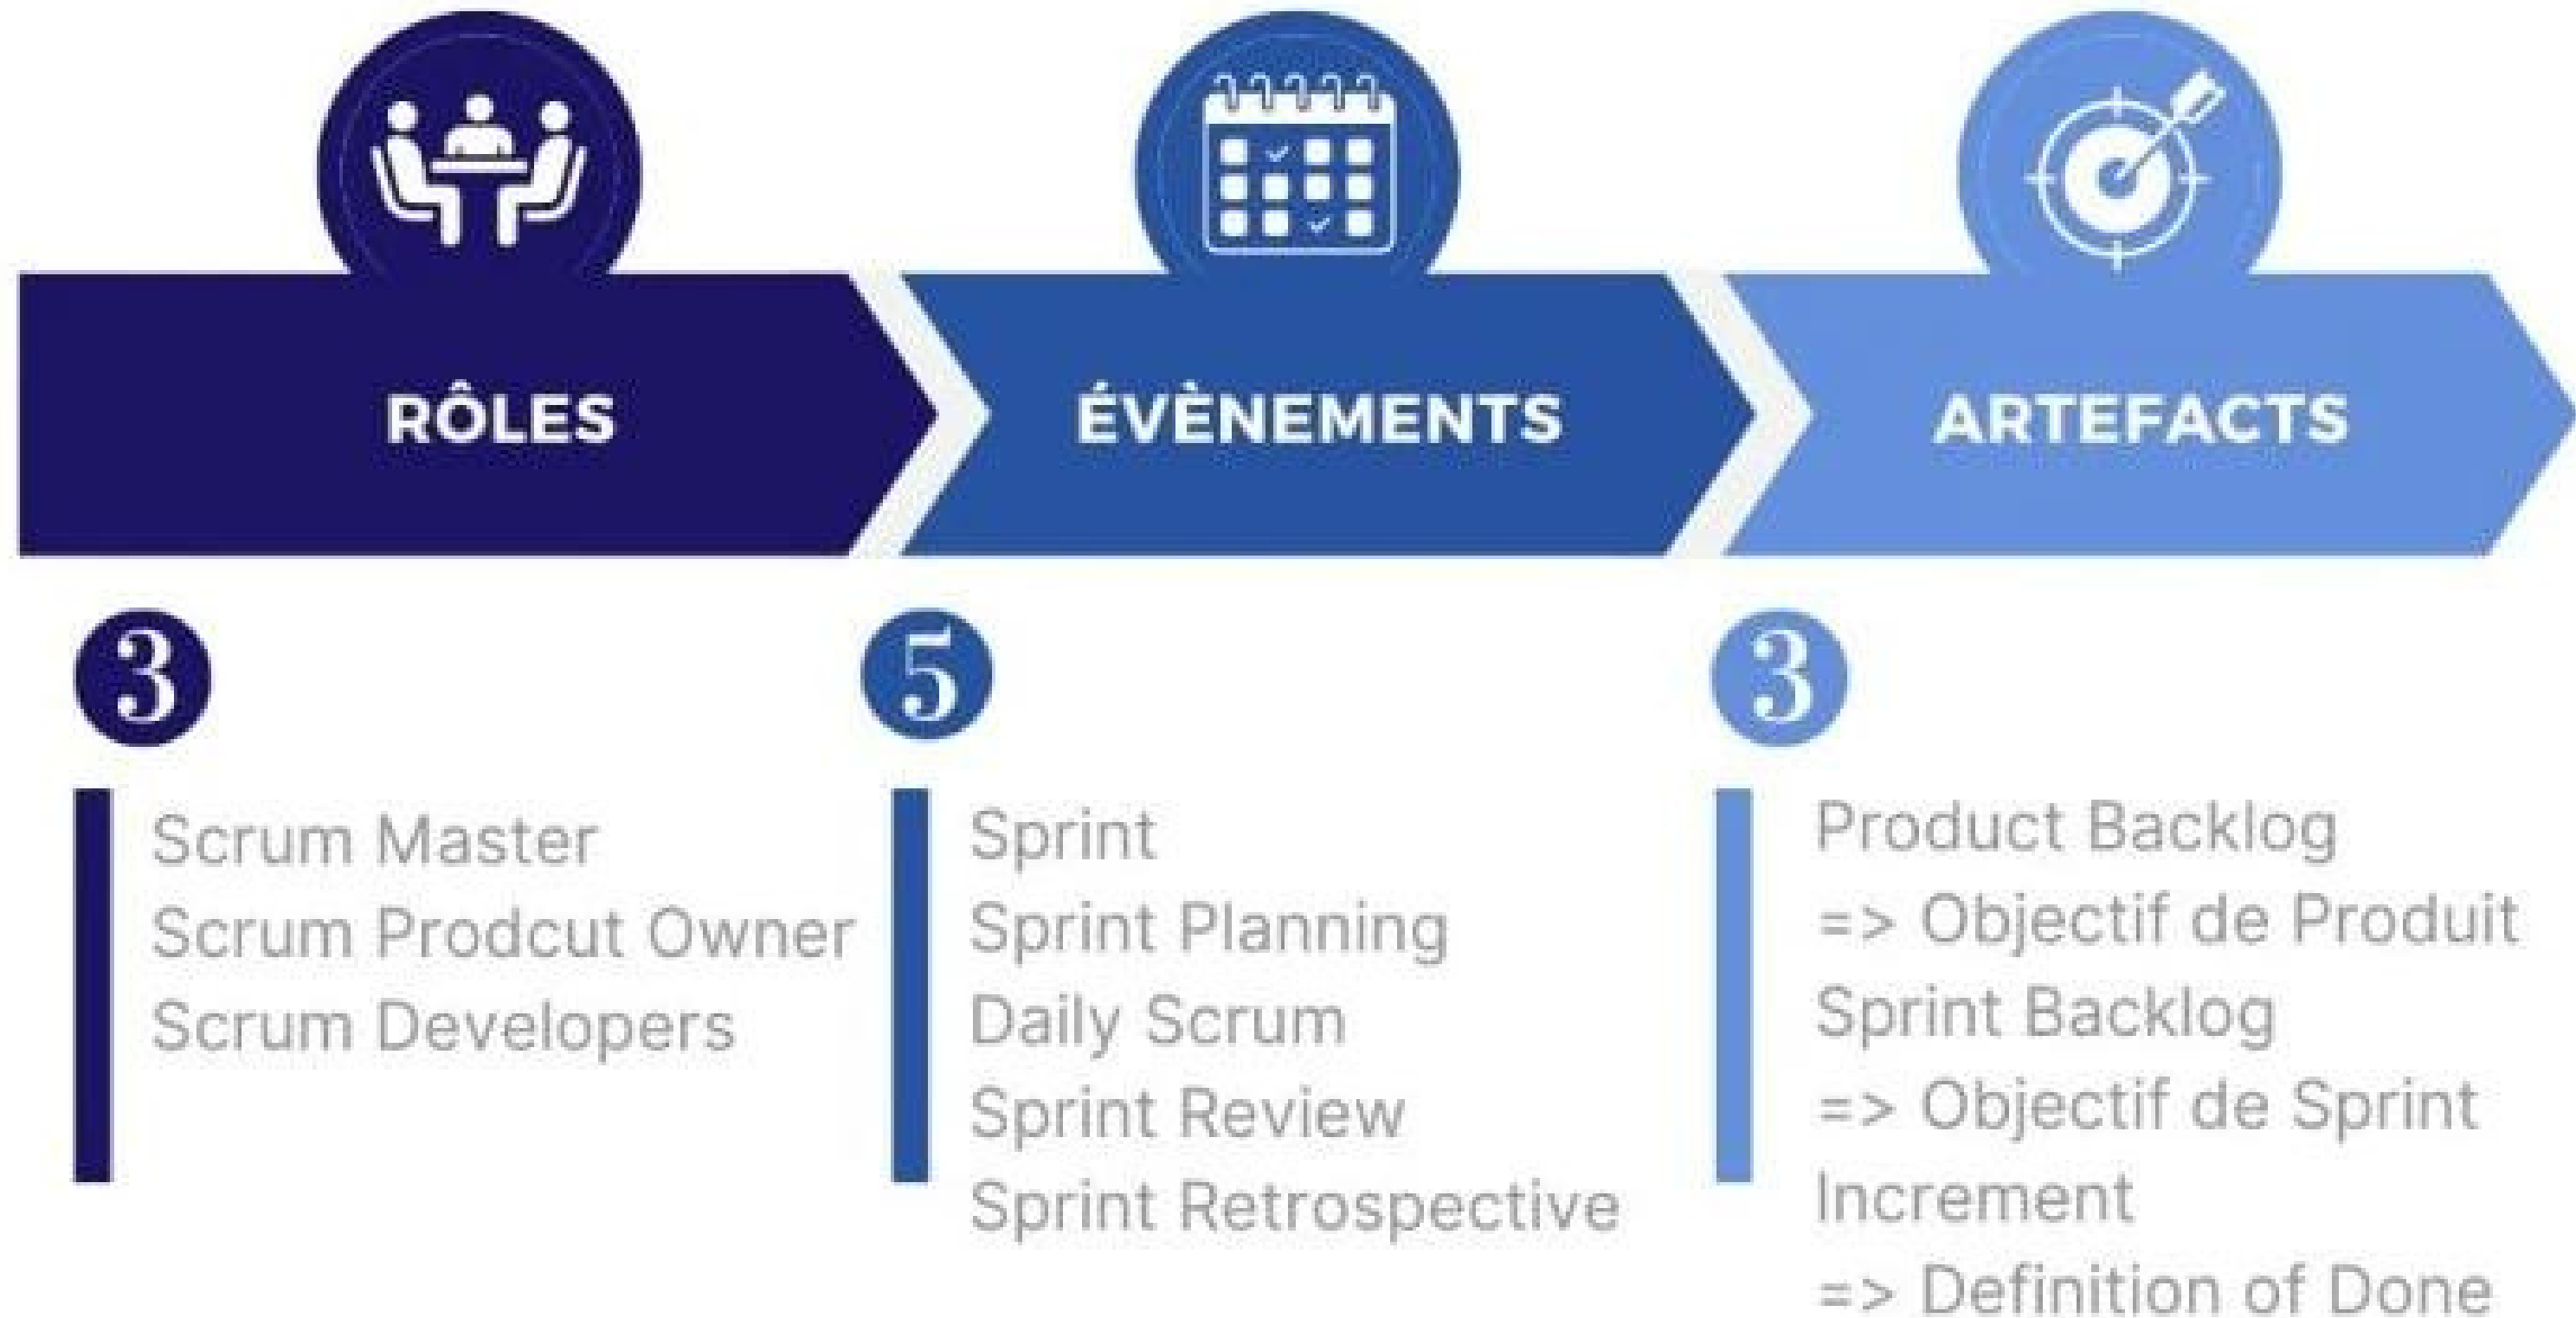 RÔLES
ÉVÈNEMENTS
ARTEFACTS
3
Scrum Master
Scrum Prodcut Owner
Scrum Developers
5
Sprint
Sprint Planning
Daily Scrum
Sprint Review
Sprint Retrospective
3
Product Backlog
=> Objectif de Produit
Sprint Backlog
=> Objectif de Sprint
Increment
=> Definition of Done